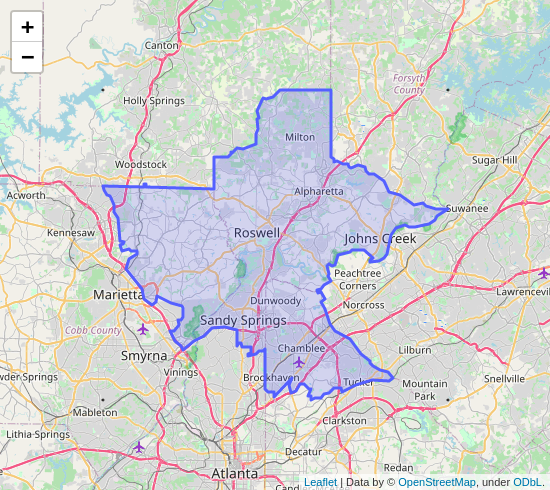 +
−
Canton
Forsyth
County
Holly Springs
Milton
Sugar Hill
Woodstock
Alpharetta
Acworth
Suwanee
Kennesaw
Roswell
Johns Creek
Peachtree
Corners
Lawrenceville
Marietta
Dunwoody
Norcross
Cobb County
Sandy Springs
Smyrna
Chamblee
Lilburn
Vinings
Brookhaven
Tucker
Snellville
Mountain
Park
wder Springs
Mableton
Clarkston
Lithia Springs
Decatur
Atlanta
Redan
Leaflet | Data by © OpenStreetMap, under ODbL.